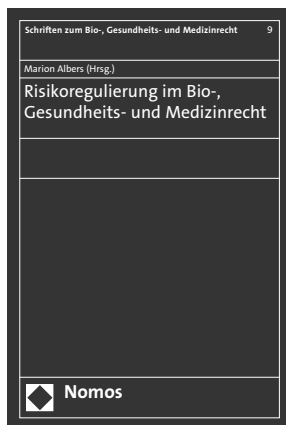 Schriften zum Bio-, Gesundheits- und Medizinrecht 9
Marion Albers (Hrsg.)
Risikoregulierung im Bio-,
Gesundheits- und Medizinrecht
Nomos